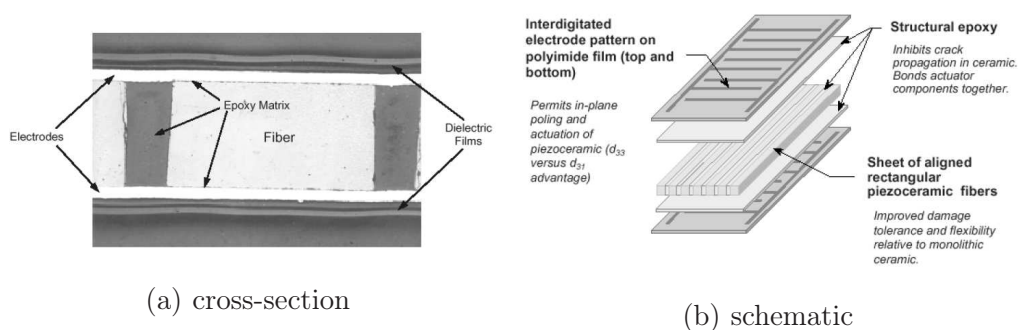 Electrodes
Epoxy Matrix
Fiber
Dielectric
Films
(a) cross-section
Interdigitated
electrode pattern on
polyimide film (top and
bottom)
Permits in-plane
poling and
actuation of
piezoceramic (d33
versus d31
advantage)
Structural epoxy
Inhibits crack
propagation in ceramic.
Bonds actuator
components together.
Sheet of aligned
rectangular
piezoceramic fibers
Improved damage
tolerance and flexibility
relative to monolithic
ceramic.
(b) schematic